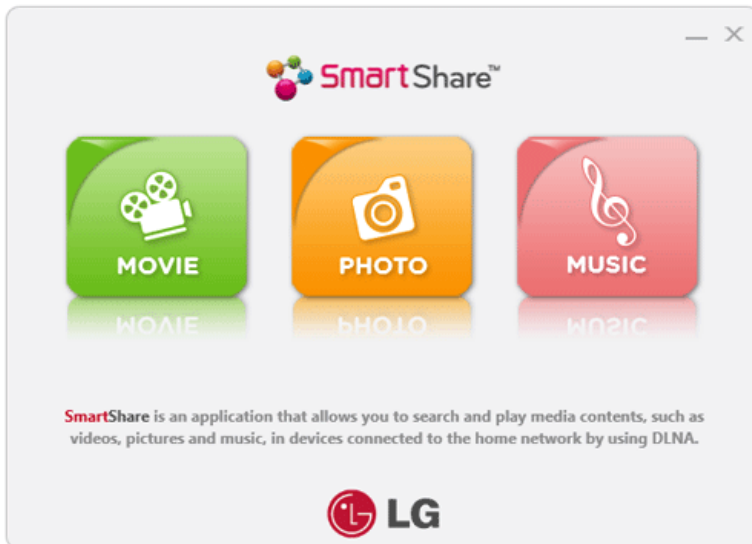 SmartShare™
MOVIE
PHOTO
MUSIC
SmartShare is an application that allows you to search and play media contents, such as
videos, pictures and music, in devices connected to the home network by using DLNA.
LG